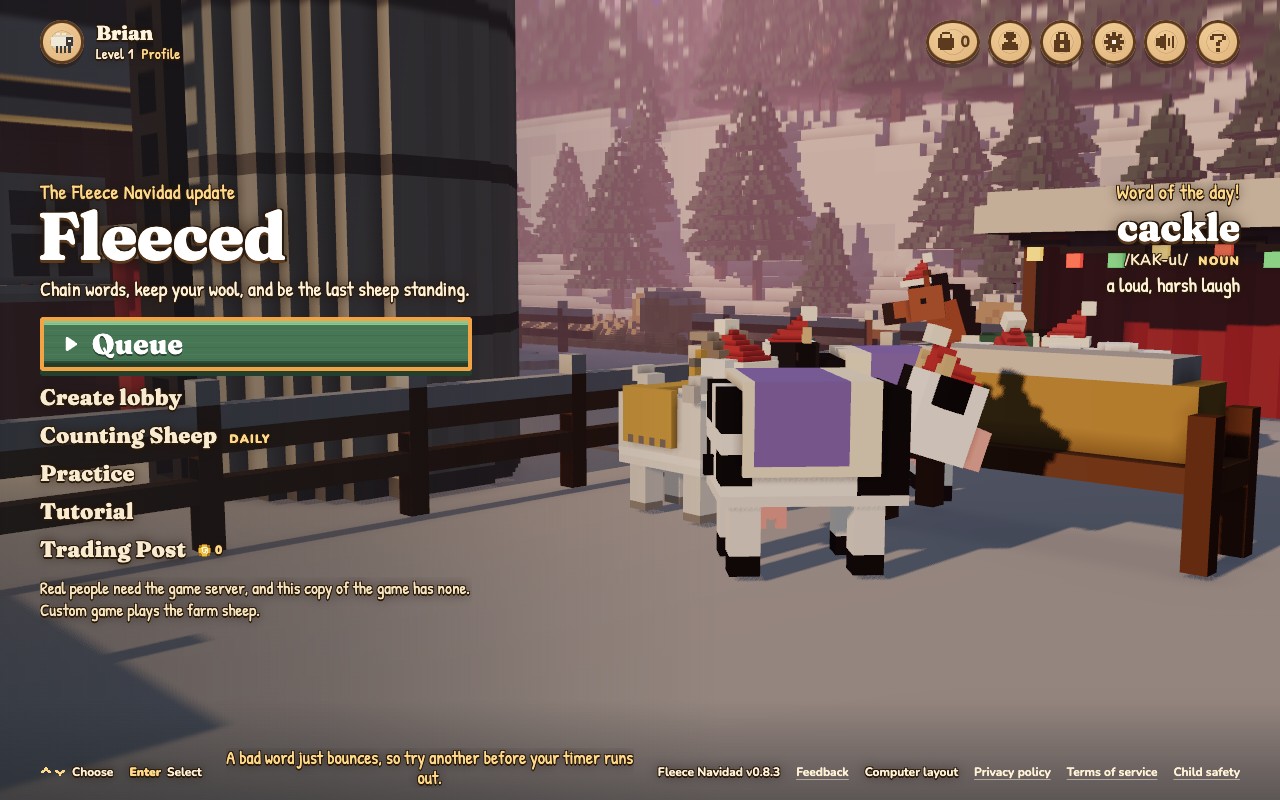 Brian
Level 1 Profile
0
The Fleece Navidad update
Fleeced
Chain words, keep your wool, and be the last sheep standing.
Queue
Create lobby
Counting Sheep DAILY
Practice
Tutorial
Trading Post 0
Real people need the game server, and this copy of the game has none.
Custom game plays the farm sheep.
Word of the day!
cackle
/KAK-ul/ NOUN
a loud, harsh laugh
Choose Enter Select
A bad word just bounces, so try another before your timer runs
out.
Fleece Navidad v0.8.3 Feedback Computer layout Privacy policy Terms of service Child safety